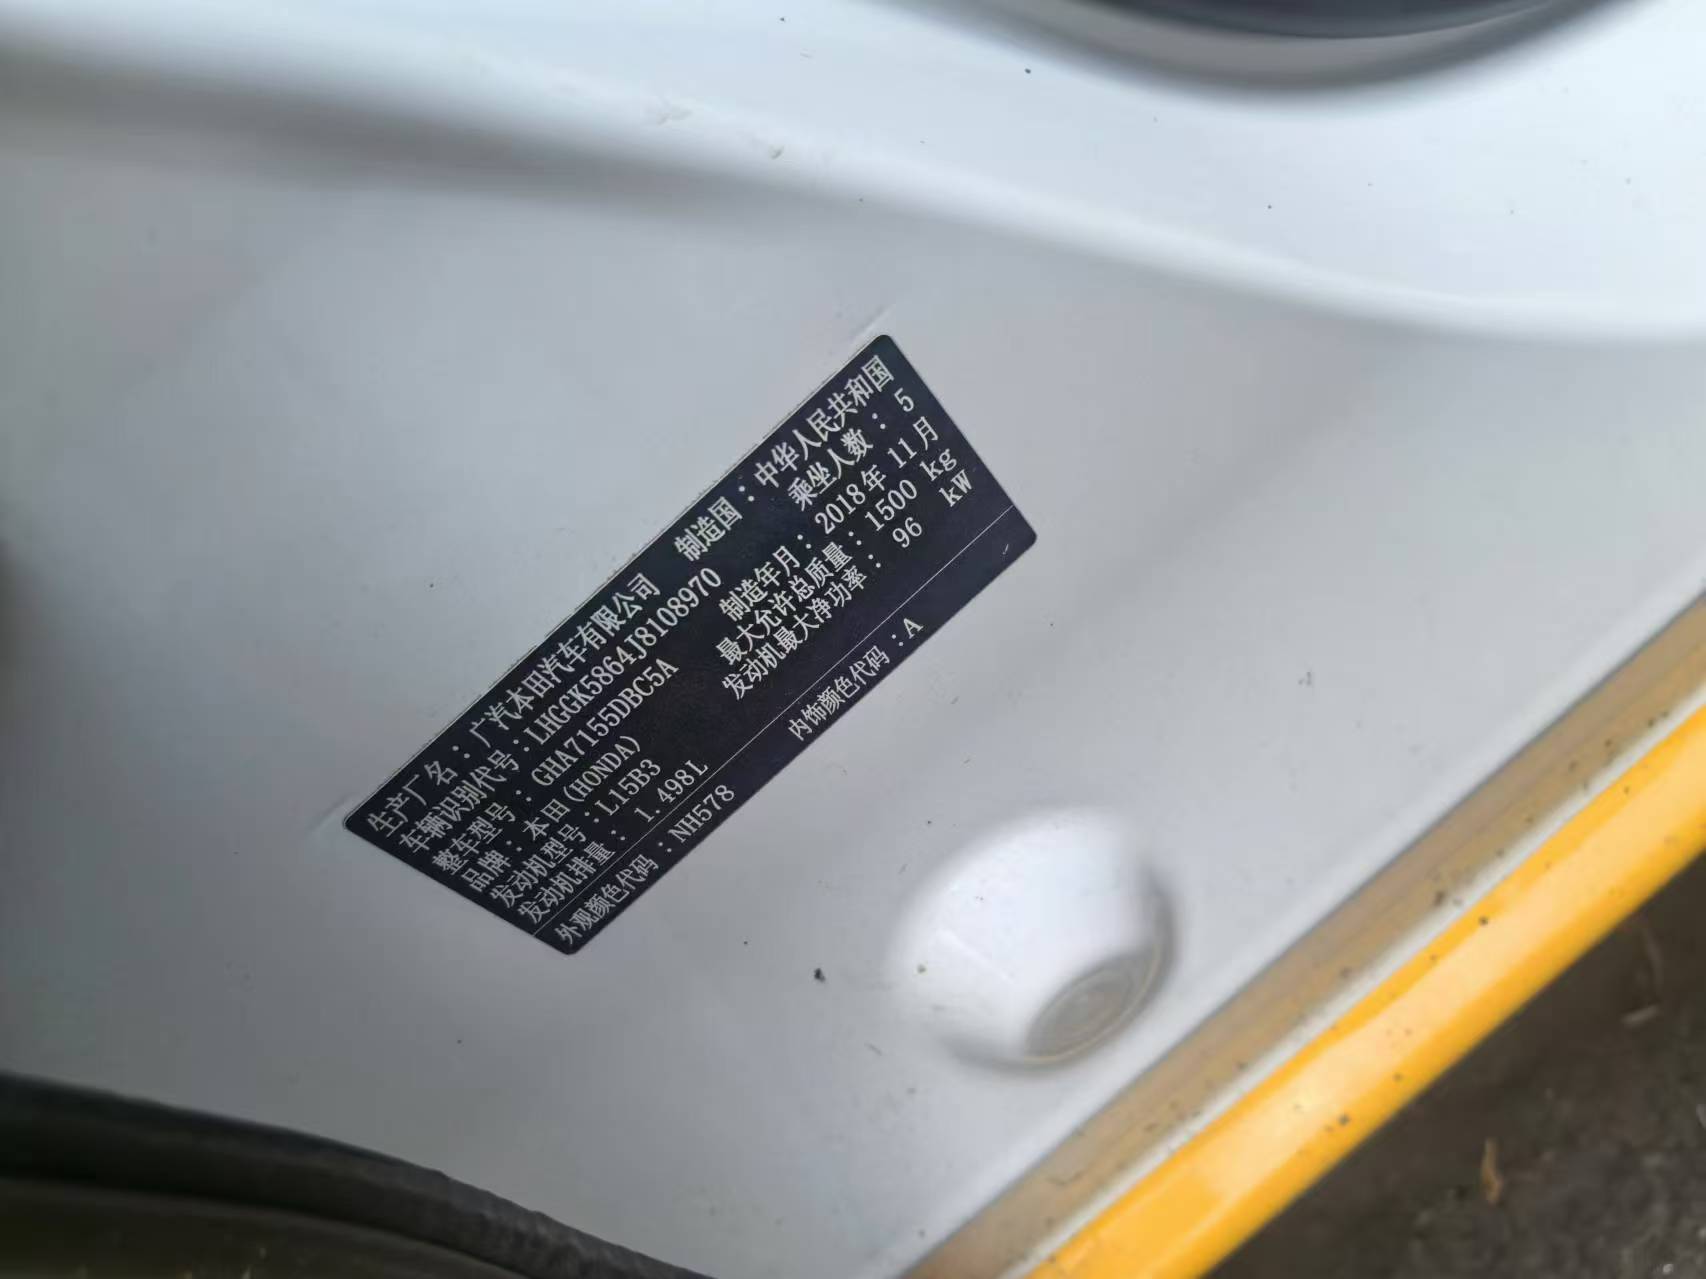 生产厂名：广汽本田汽车有限公司 制造国：中华人民共和国
车辆识别代号：LHGGK5864J8108970 乘坐人数：5
整车型号：GHA7155DBC5A 制造年月：2018年11月
品牌：本田(HONDA) 最大允许总质量：1500 kg
发动机型号：L15B3 发动机最大净功率：96 kW
发动机排量：1.498L
外观颜色代码：NH578 内饰颜色代码：A